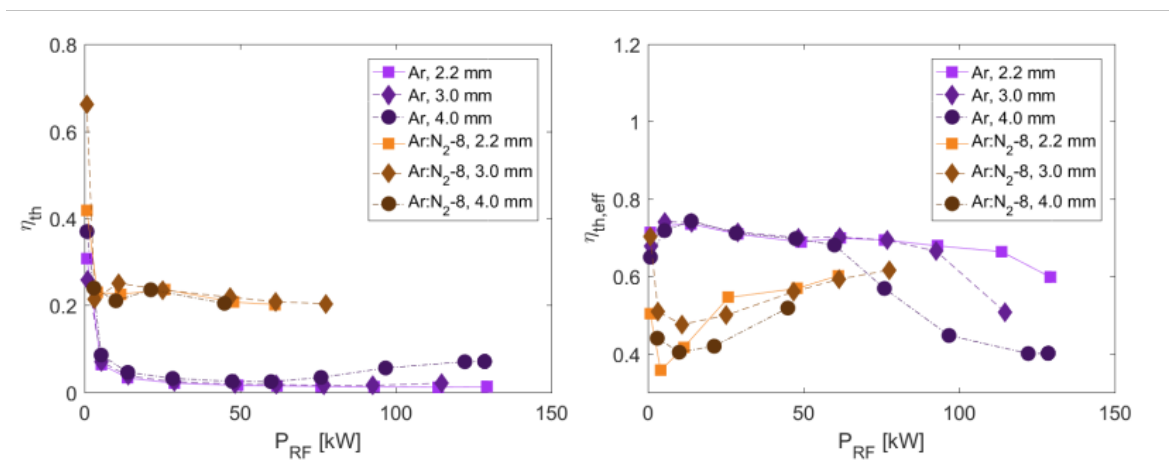 0.8
0.6
0.4
0.2
0
η_th
0 50 100 150
P_RF [kW]
Ar, 2.2 mm
Ar, 3.0 mm
Ar, 4.0 mm
Ar:N_2-8, 2.2 mm
Ar:N_2-8, 3.0 mm
Ar:N_2-8, 4.0 mm
1.2
1
0.8
0.6
0.4
η_th,eff
0 50 100 150
P_RF [kW]
Ar, 2.2 mm
Ar, 3.0 mm
Ar, 4.0 mm
Ar:N_2-8, 2.2 mm
Ar:N_2-8, 3.0 mm
Ar:N_2-8, 4.0 mm